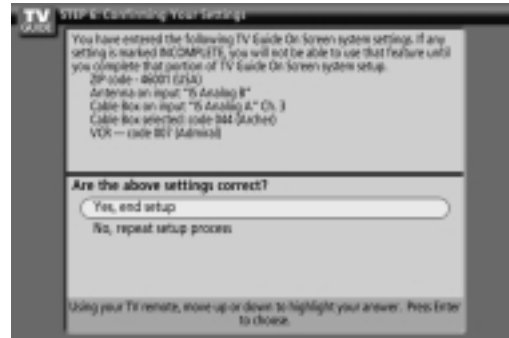 TV
GUIDE
STEP 6: Confirming Your Settings
You have entered the following TV Guide On Screen system settings. If any
setting is marked INCOMPLETE, you will not be able to use that feature until
you complete that portion of TV Guide On Screen system setup.
ZIP code - 46001 (USA)
Antenna on input "15 Analog B"
Cable Box on input "15 Analog A" Ch. 3
Cable Box selected: code 044 (Archer)
VCR — code 007 (Admiral)
Are the above settings correct?
Yes, end setup
No, repeat setup process
Using your TV remote, move up or down to highlight your answer. Press Enter
to choose.